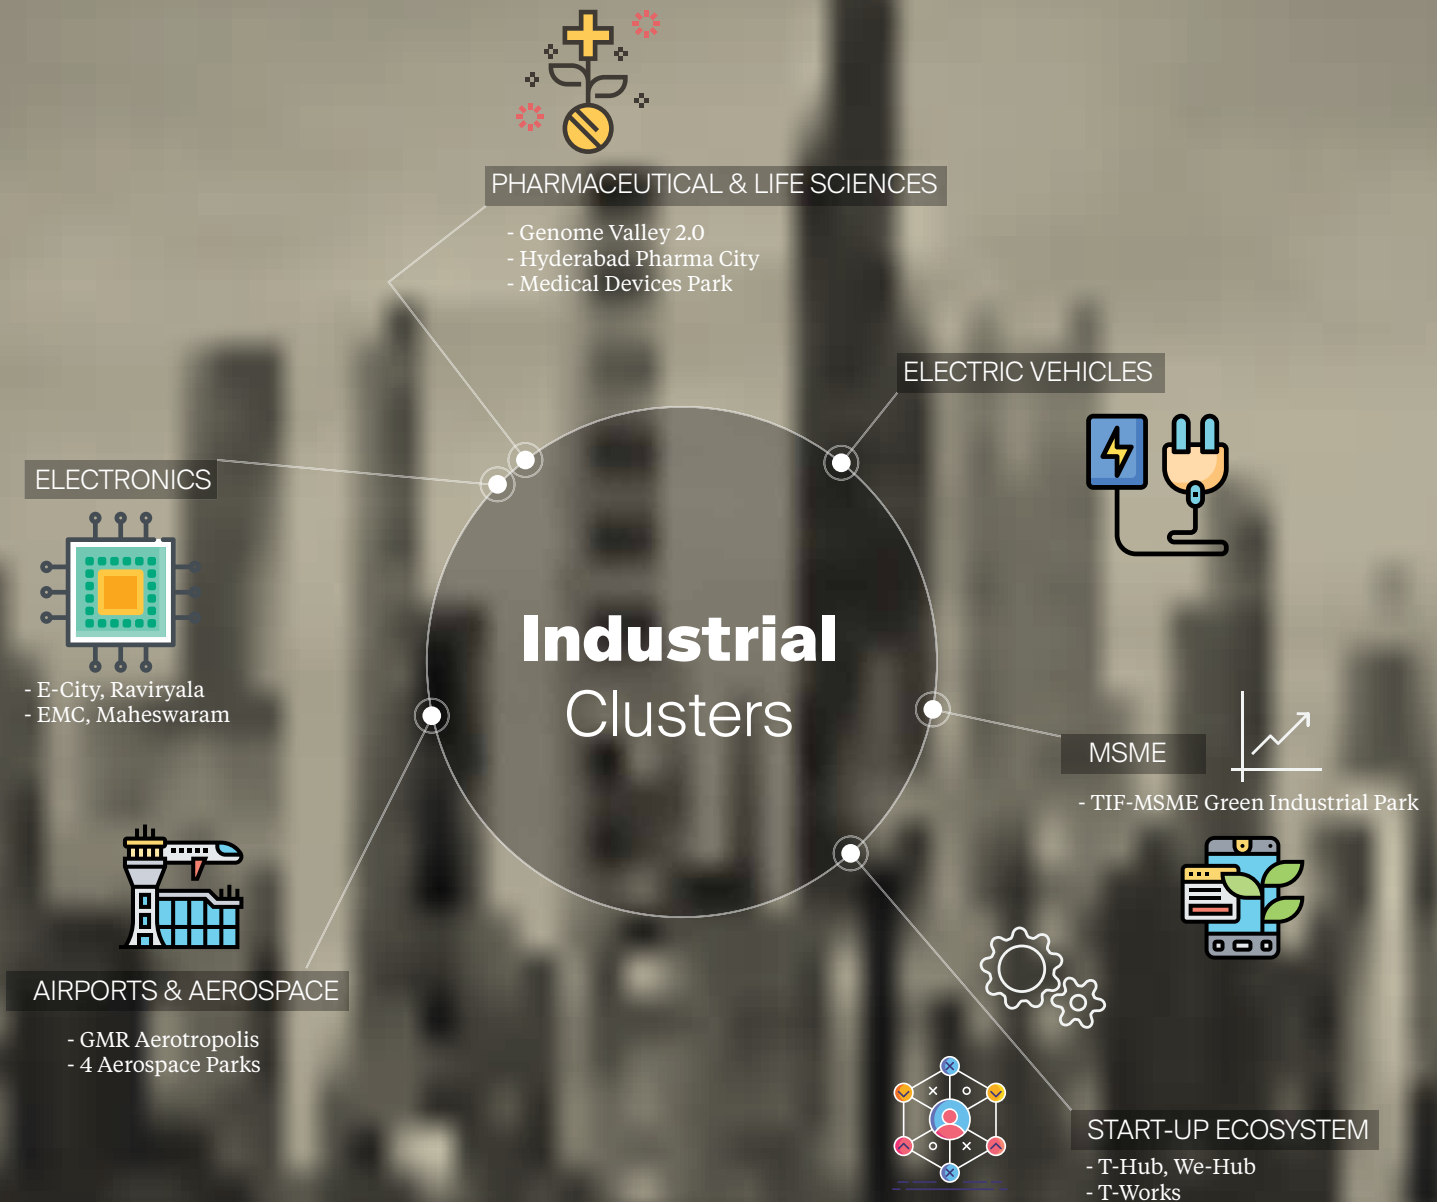 PHARMACEUTICAL & LIFE SCIENCES
- Genome Valley 2.0
- Hyderabad Pharma City
- Medical Devices Park
ELECTRIC VEHICLES
ELECTRONICS
- E-City, Raviryala
- EMC, Maheswaram
Industrial
Clusters
MSME
- TIF-MSME Green Industrial Park
AIRPORTS & AEROSPACE
- GMR Aerotropolis
- 4 Aerospace Parks
START-UP ECOSYSTEM
- T-Hub, We-Hub
- T-Works